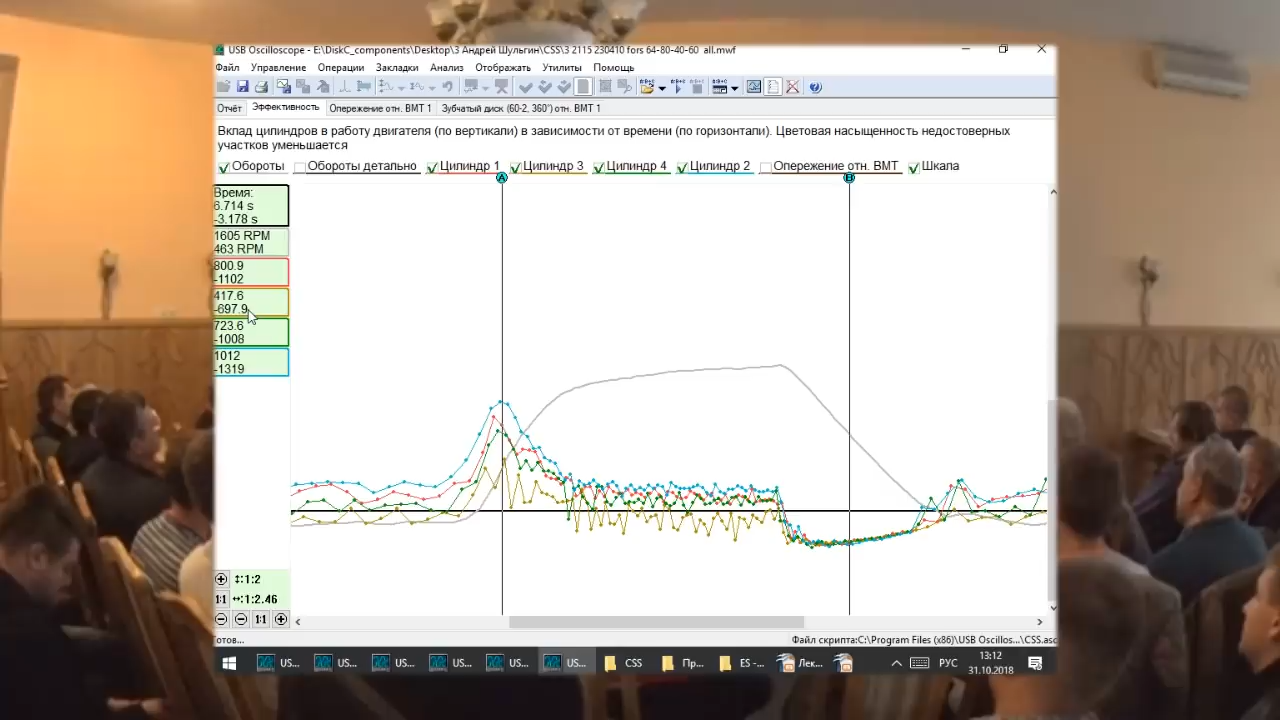 USB Oscilloscope - E:\DiskC_components\Desktop\3 Андрей Шульгин\CSS\3 2115 230410 fors 64-80-40-60 all.mwf
Файл Управление Операции Закладки Анализ Отображать Утилиты Помощь
Отчёт Эффективность Опережение отн. ВМТ 1 Зубчатый диск (60-2, 360°) отн. ВМТ 1
Вклад цилиндров в работу двигателя (по вертикали) в зависимости от времени (по горизонтали). Цветовая насыщенность недостоверных
участков уменьшается
Обороты Обороты детально Цилиндр 1 Цилиндр 3 Цилиндр 4 Цилиндр 2 Опережение отн. ВМТ Шкала
A B
Время:
6.714 s
-3.178 s
1605 RPM
463 RPM
800.9
-1102
417.6
-697.9
723.6
-1008
1012
-1319
↕:1:2
1:1 ↔:1:2.46
1:1
отов... Файл скрипта:C:\Program Files (x86)\USB Oscillos...\CSS.asc
US... US... US... US... US... US... CSS Пр... ES -... Лек... РУС 13:12
31.10.2018